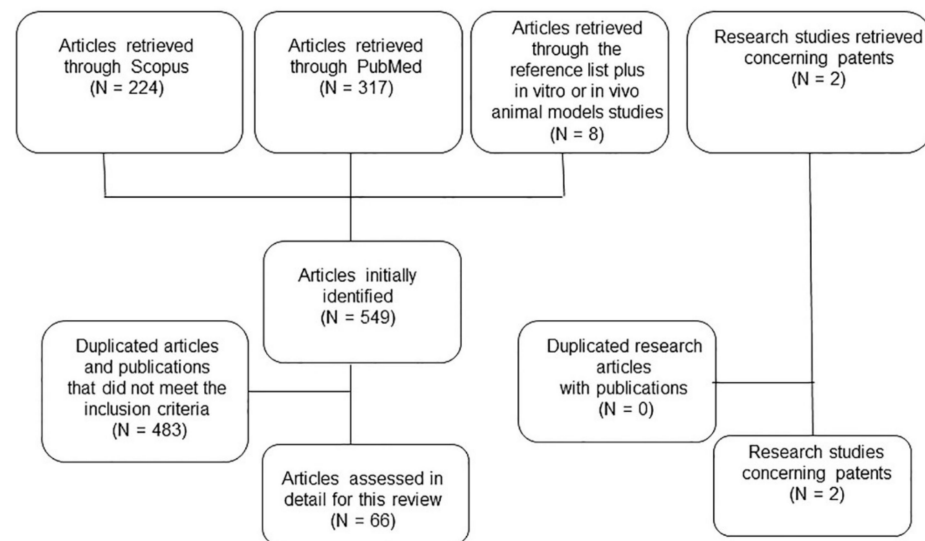 Articles retrieved
through Scopus
(N = 224)
Articles retrieved
through PubMed
(N = 317)
Articles retrieved
through the
reference list plus
in vitro or in vivo
animal models studies
(N = 8)
Research studies retrieved
concerning patents
(N = 2)
Articles initially
identified
(N = 549)
Duplicated articles
and publications
that did not meet the
inclusion criteria
(N = 483)
Duplicated research
articles
with publications
(N = 0)
Articles assessed in
detail for this review
(N = 66)
Research studies
concerning patents
(N = 2)